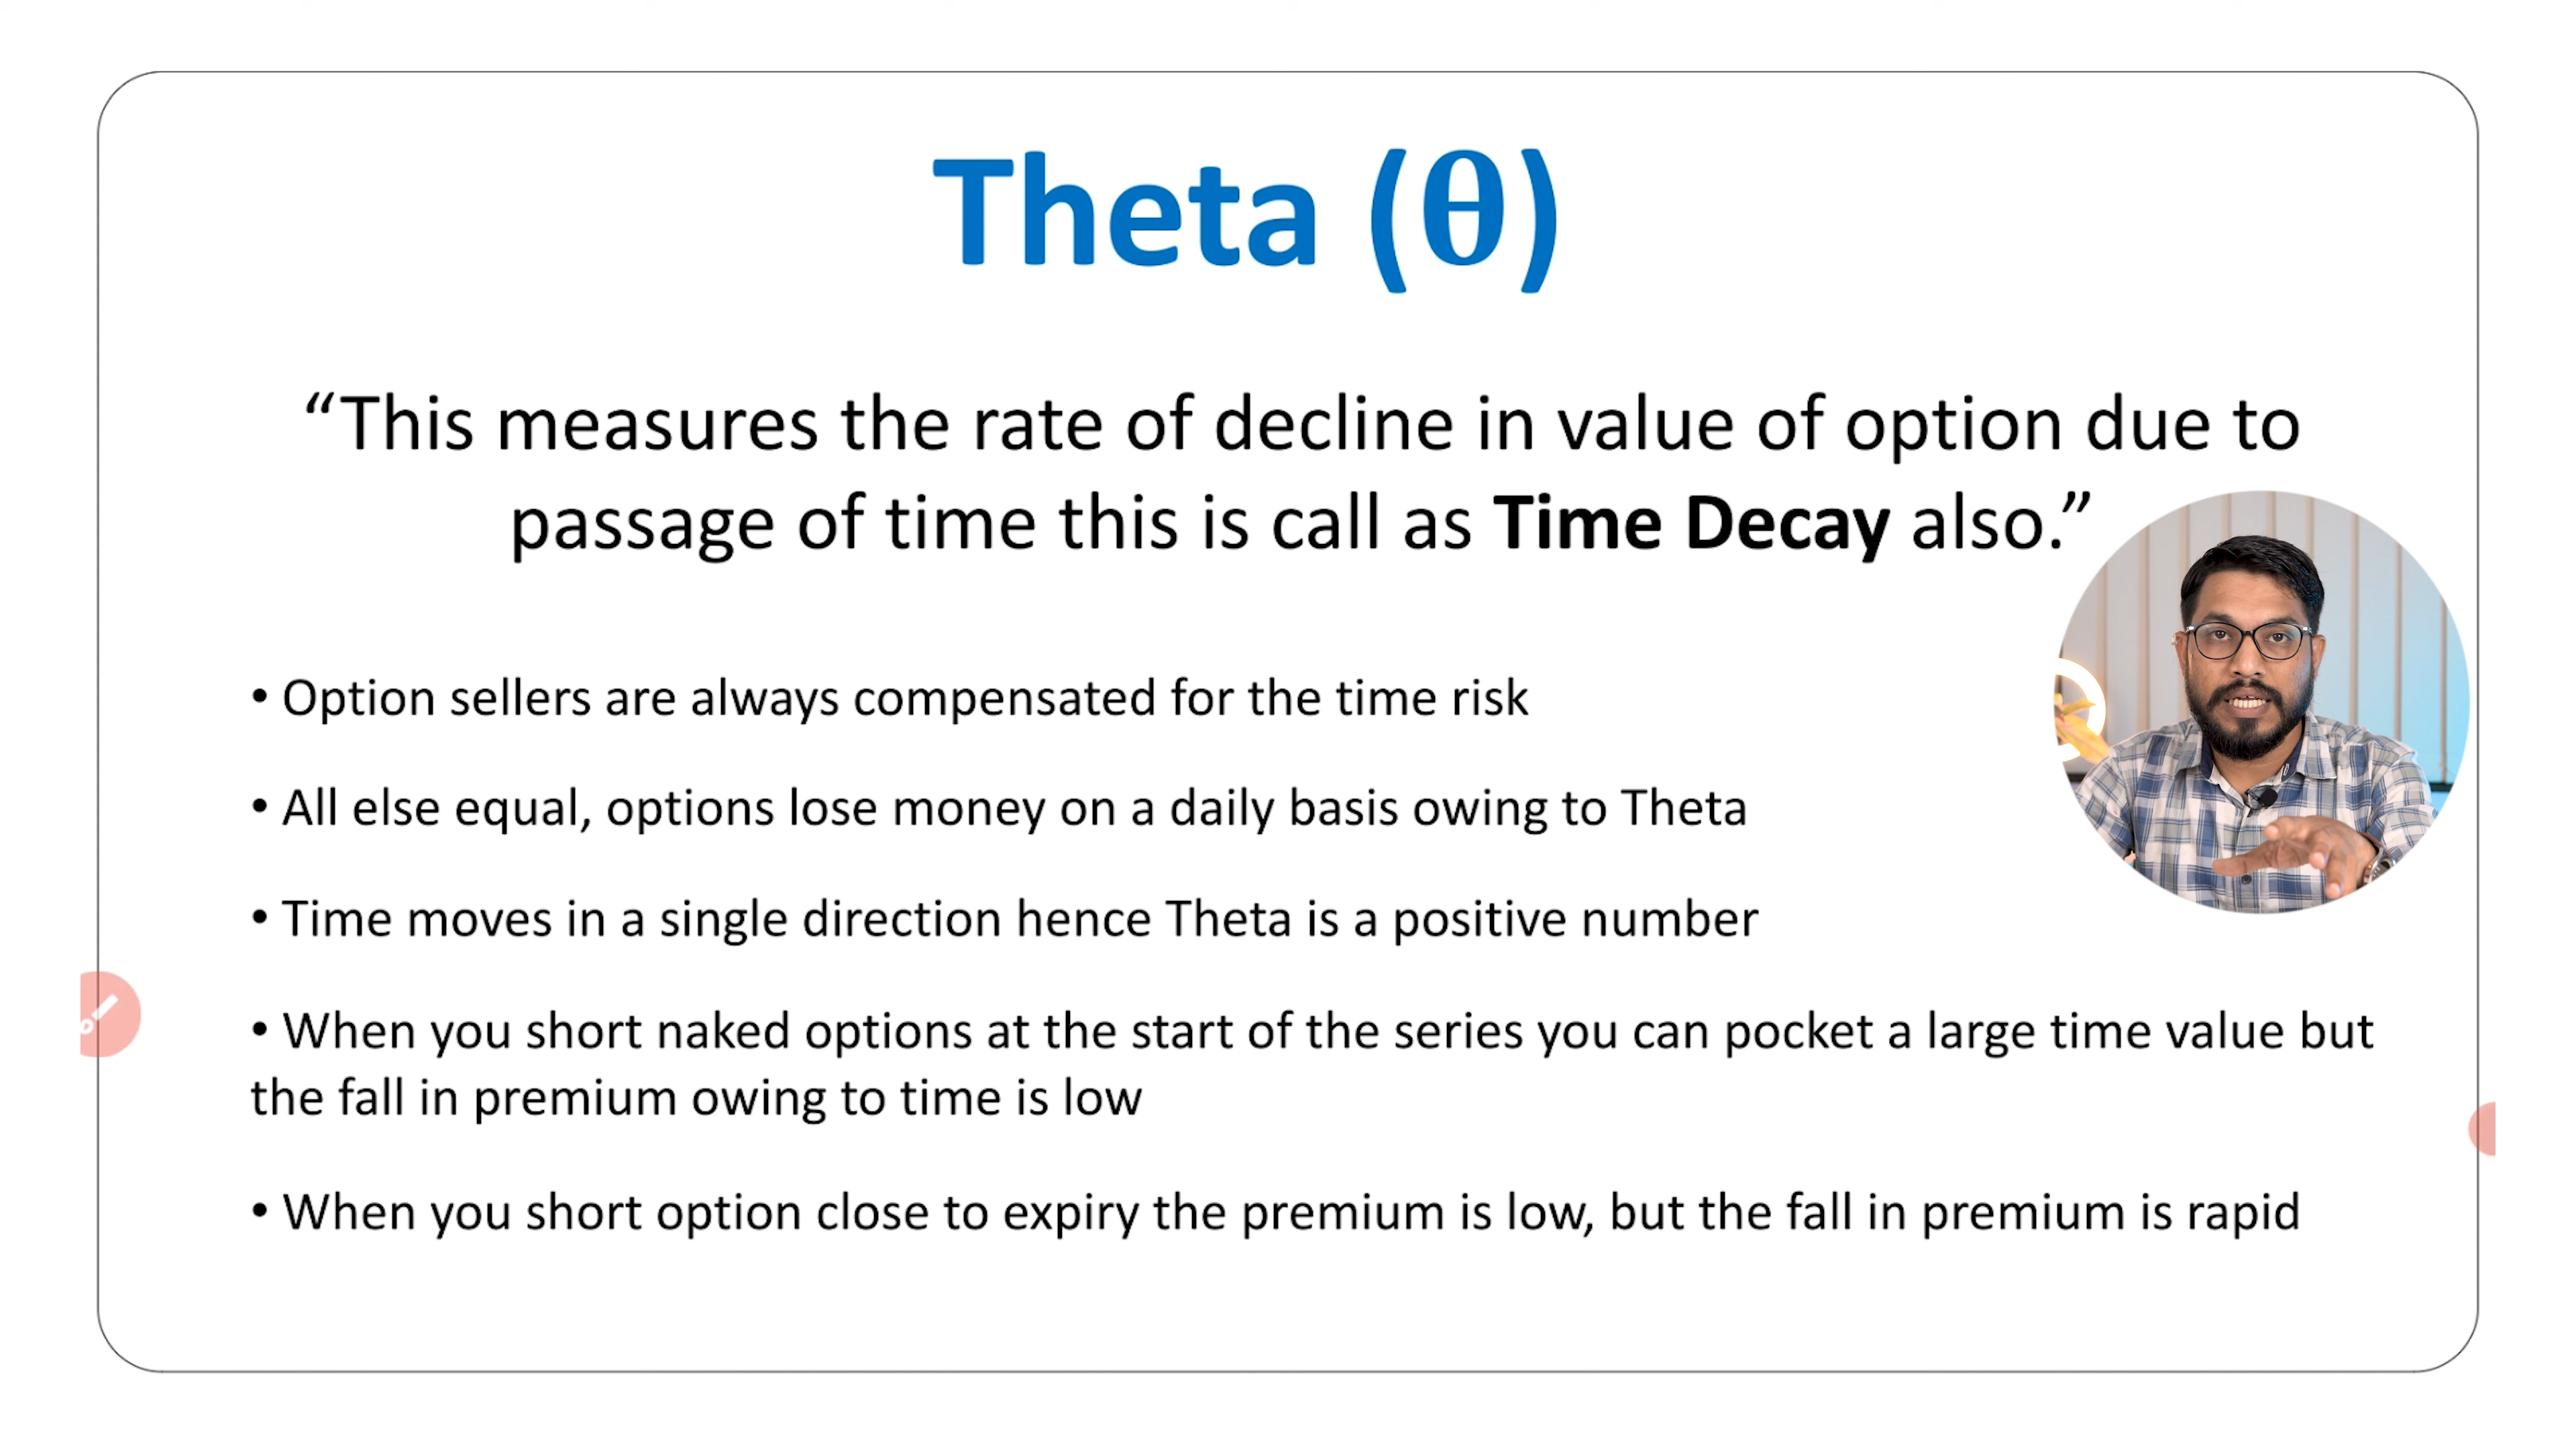 Theta (θ)
“This measures the rate of decline in value of option due to
passage of time this is call as Time Decay also.”
• Option sellers are always compensated for the time risk
• All else equal, options lose money on a daily basis owing to Theta
• Time moves in a single direction hence Theta is a positive number
• When you short naked options at the start of the series you can pocket a large time value but
the fall in premium owing to time is low
• When you short option close to expiry the premium is low, but the fall in premium is rapid